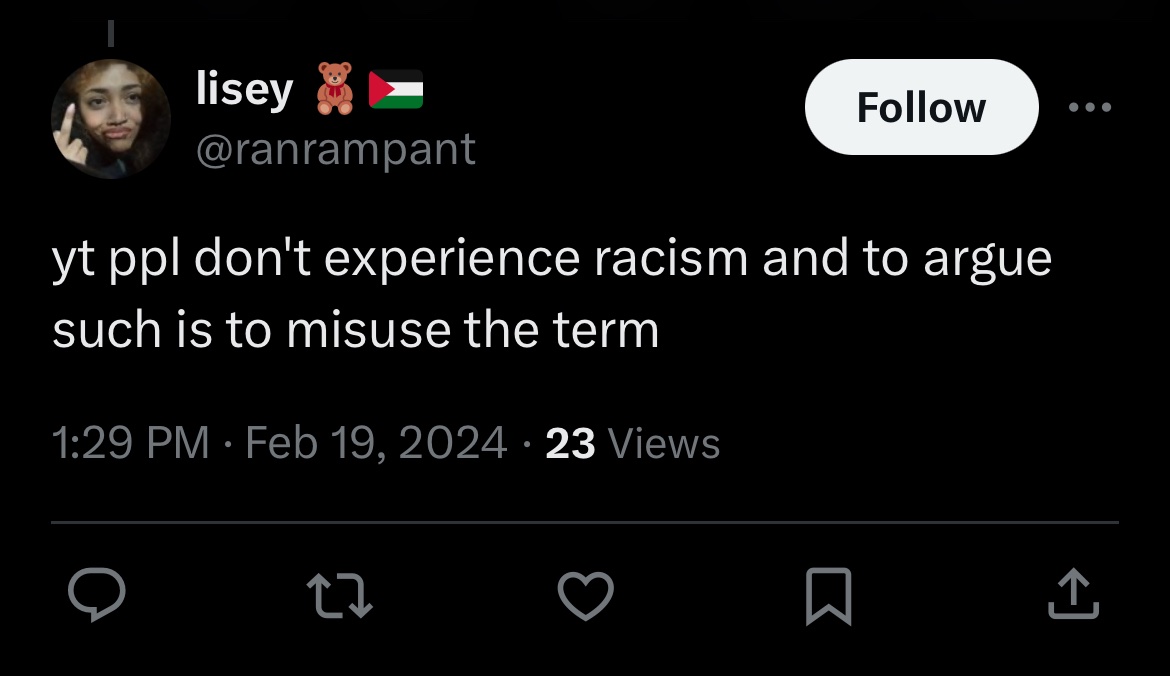 lisey 🧸🇵🇸
@ranrampant
Follow
yt ppl don't experience racism and to argue
such is to misuse the term
1:29 PM · Feb 19, 2024 · 23 Views